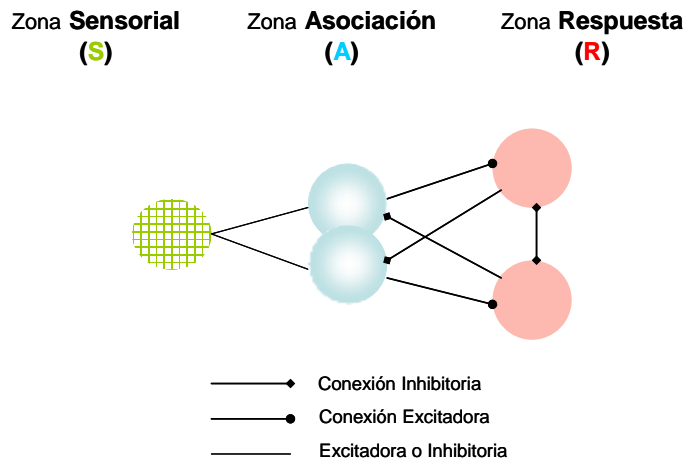 Zona Sensorial
(S)
Zona Asociación
(A)
Zona Respuesta
(R)
Conexión Inhibitoria
Conexión Excitadora
Excitadora o Inhibitoria